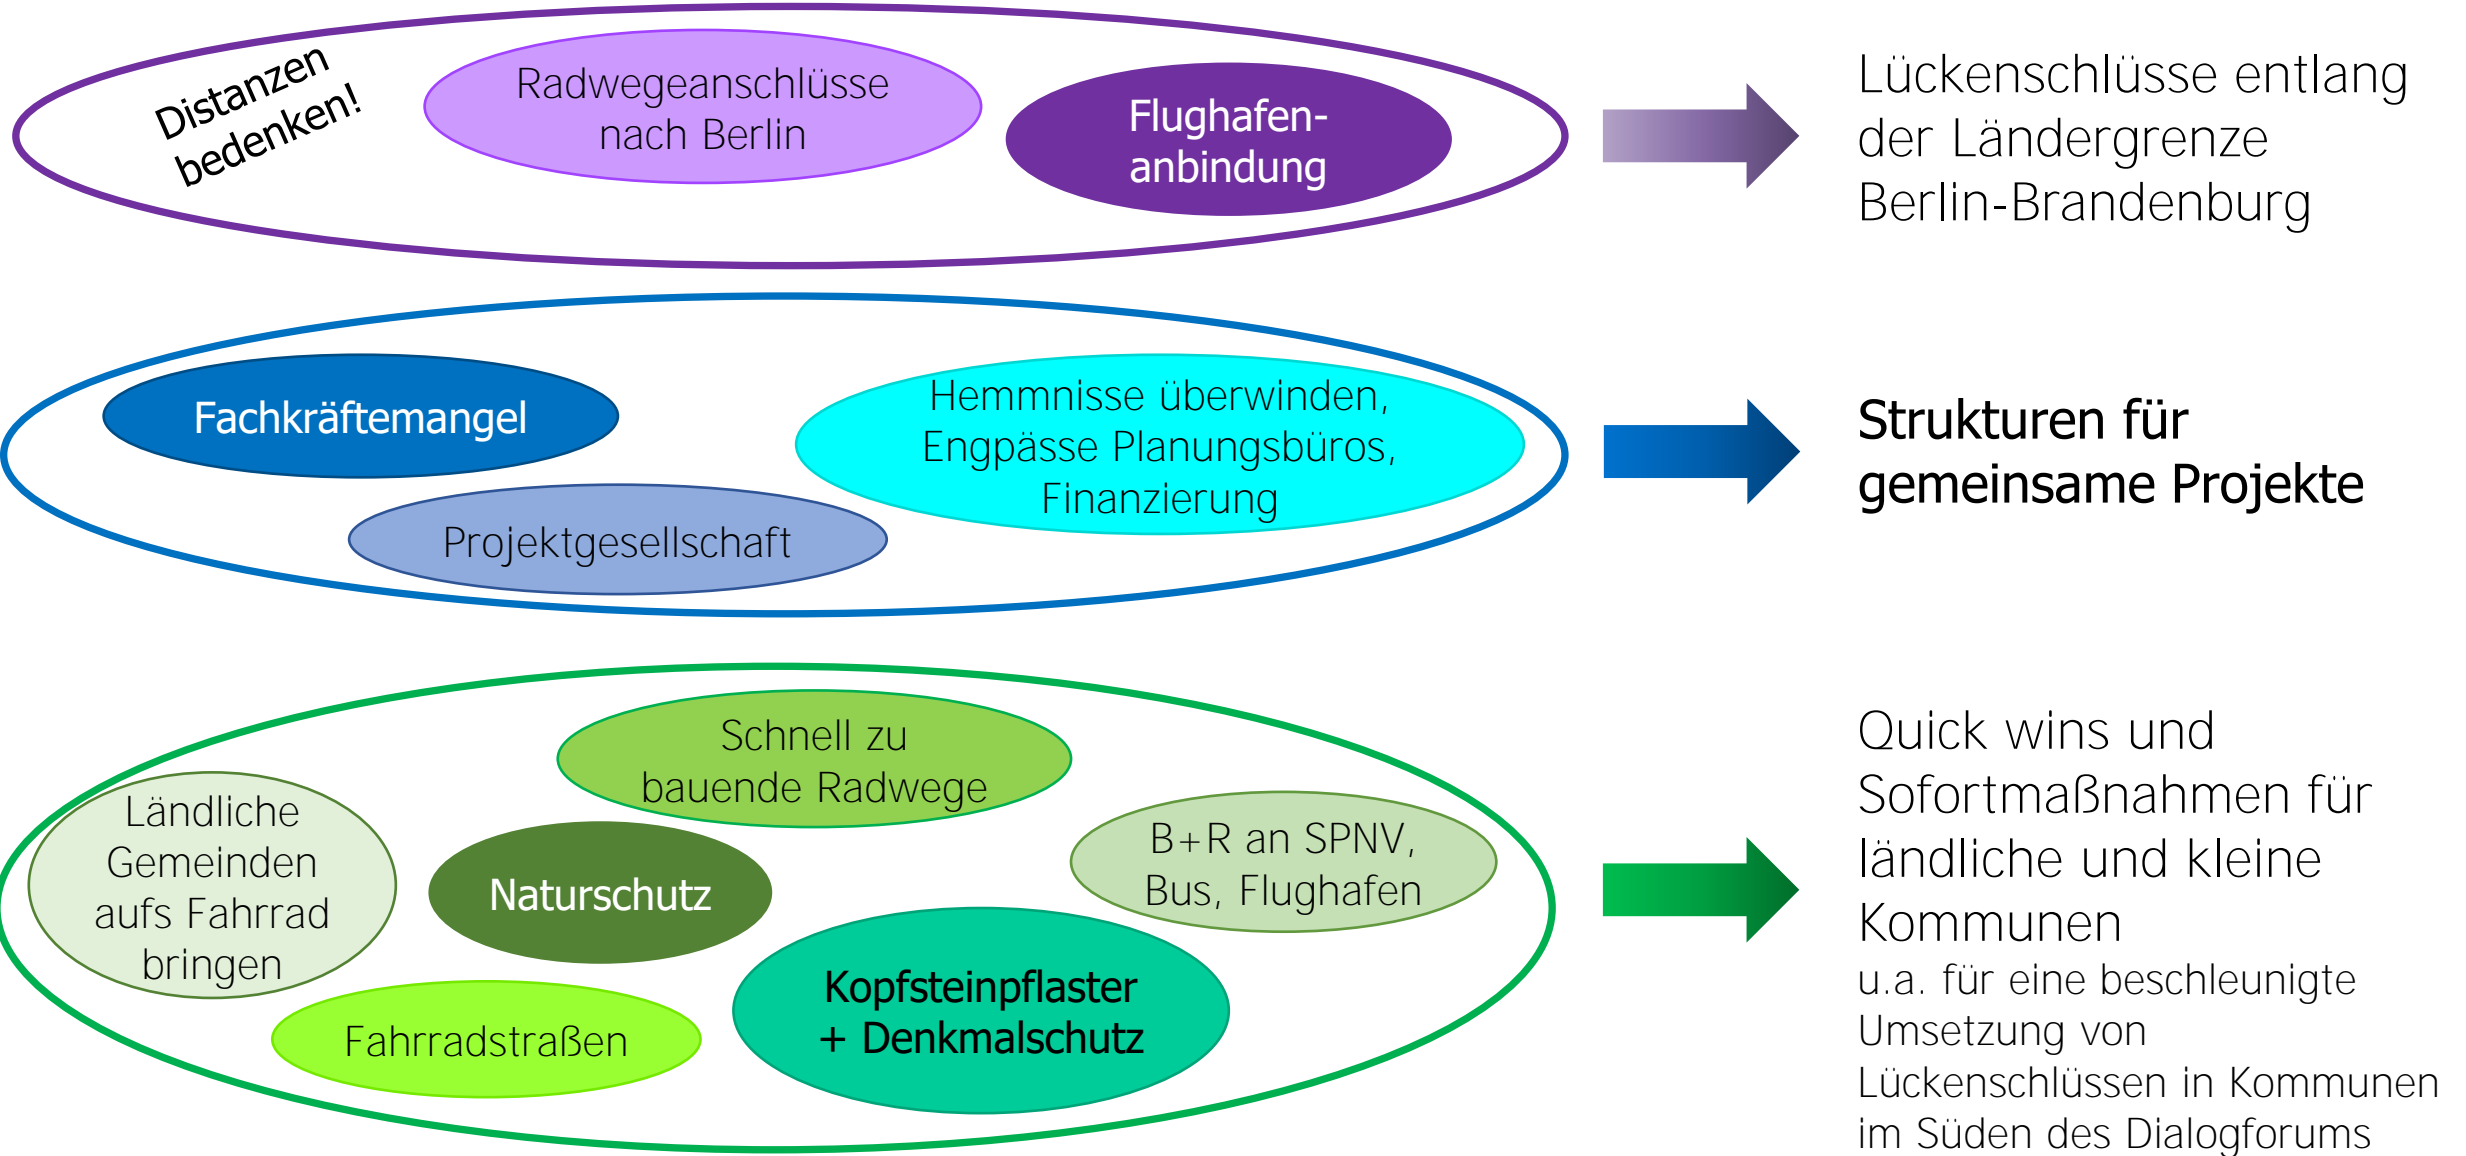 Distanzen
bedenken!
Radwegeanschlüsse
nach Berlin
Flughafen-
anbindung
Lückenschlüsse entlang
der Ländergrenze
Berlin-Brandenburg
Fachkräftemangel
Projektgesellschaft
Hemmnisse überwinden,
Engpässe Planungsbüros,
Finanzierung
Strukturen für
gemeinsame Projekte
Schnell zu
bauende Radwege
Ländliche
Gemeinden
aufs Fahrrad
bringen
Naturschutz
B+R an SPNV,
Bus, Flughafen
Fahrradstraßen
Kopfsteinpflaster
+ Denkmalschutz
Quick wins und
Sofortmaßnahmen für
ländliche und kleine
Kommunen
u.a. für eine beschleunigte
Umsetzung von
Lückenschlüssen in Kommunen
im Süden des Dialogforums